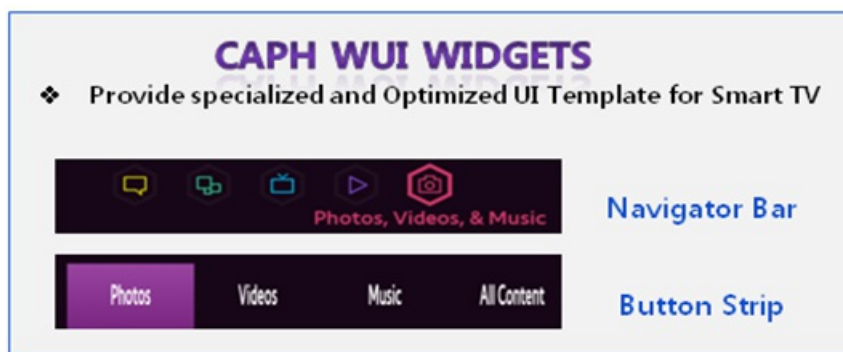 CAPH WUI WIDGETS
❖ Provide specialized and Optimized UI Template for Smart TV
Photos, Videos, & Music
Navigator Bar
Photos Videos Music All Content
Button Strip